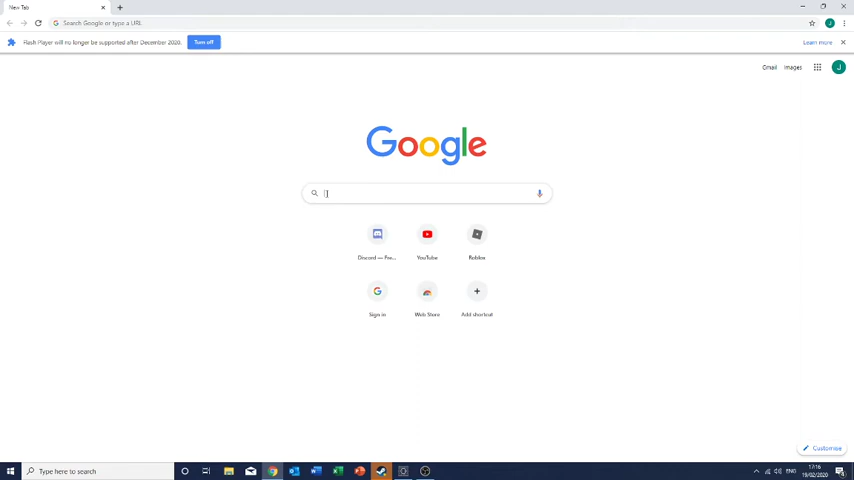 New Tab
Search Google or type a URL
Flash Player will no longer be supported after December 2020.
Turn off
Learn more
Gmail
Images
J
Google
Discord — Fre...
YouTube
Roblox
Sign in
Web Store
Add shortcut
Customise
Type here to search
ENG
17:16
19/02/2020